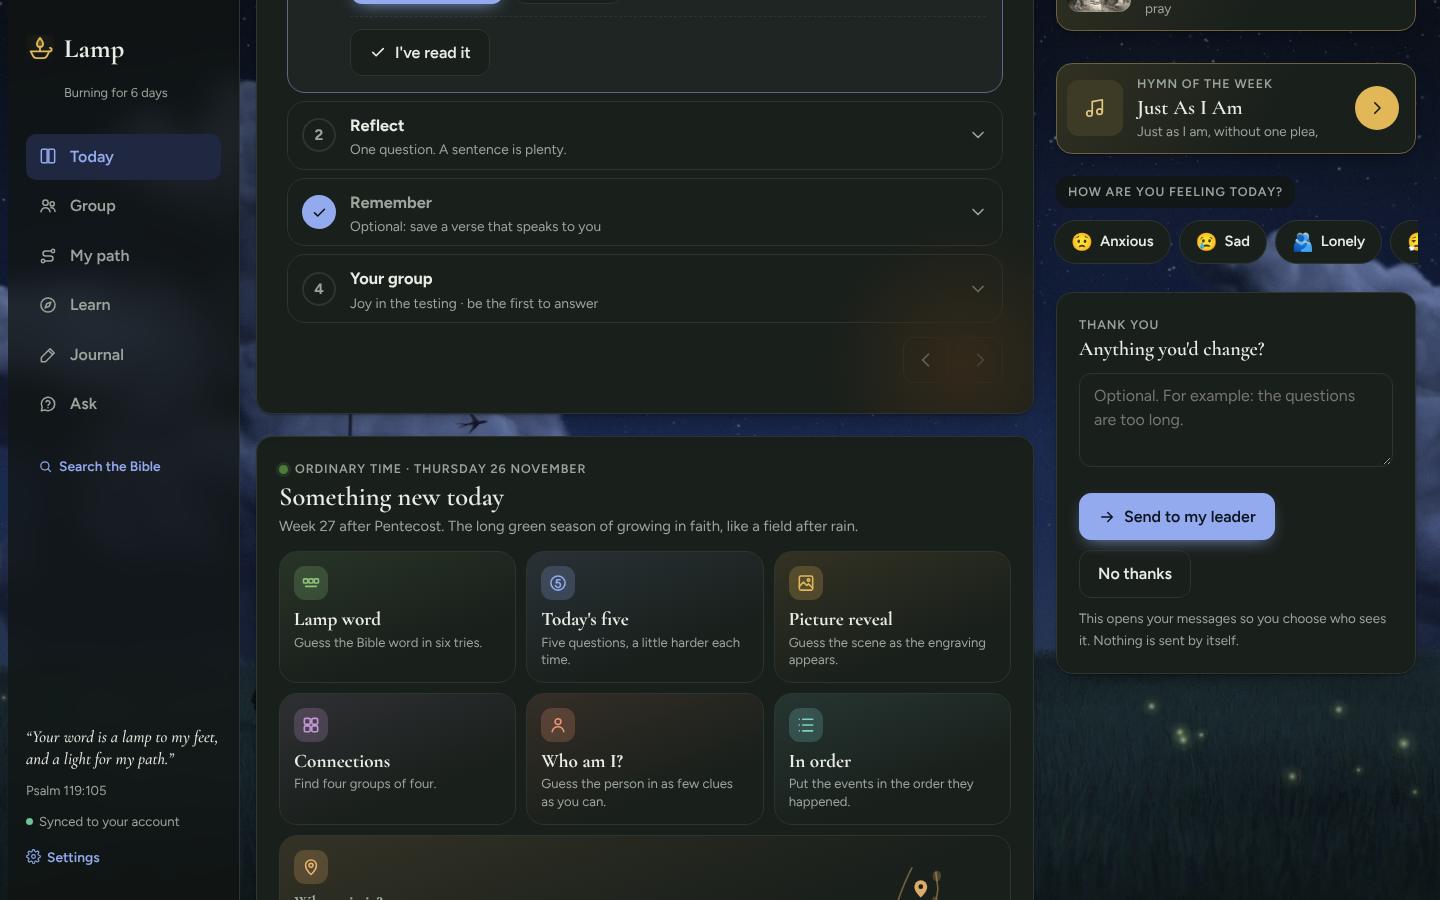 Lamp
Burning for 6 days
Today
Group
My path
Learn
Journal
Ask
Search the Bible
“Your word is a lamp to my feet,
and a light for my path.”
Psalm 119:105
Synced to your account
Settings
I've read it
2
Reflect
One question. A sentence is plenty.
Remember
Optional: save a verse that speaks to you
4
Your group
Joy in the testing · be the first to answer
ORDINARY TIME · THURSDAY 26 NOVEMBER
Something new today
Week 27 after Pentecost. The long green season of growing in faith, like a field after rain.
Lamp word
Guess the Bible word in six tries.
5
Today's five
Five questions, a little harder each
time.
Picture reveal
Guess the scene as the engraving
appears.
Connections
Find four groups of four.
Who am I?
Guess the person in as few clues
as you can.
In order
Put the events in the order they
happened.
pray
HYMN OF THE WEEK
Just As I Am
Just as I am, without one plea,
HOW ARE YOU FEELING TODAY?
Anxious
Sad
Lonely
THANK YOU
Anything you'd change?
Optional. For example: the questions
are too long.
Send to my leader
No thanks
This opens your messages so you choose who sees
it. Nothing is sent by itself.